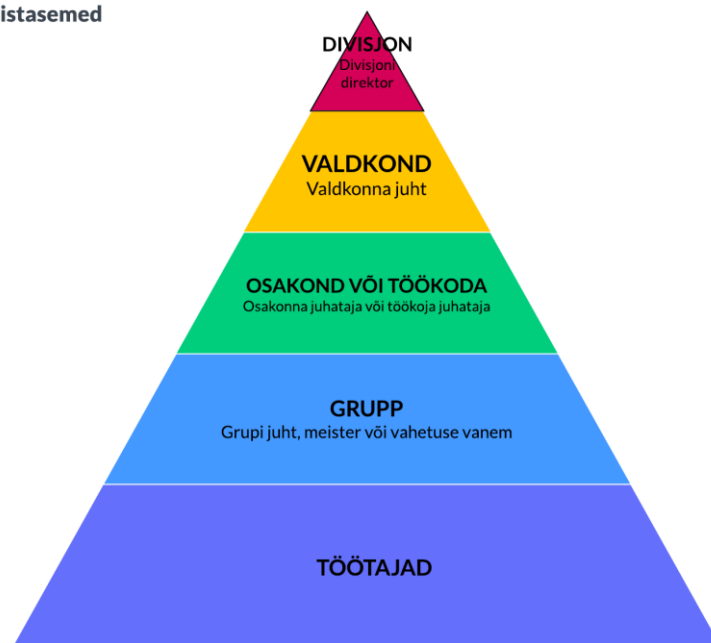 istasemed
DIVISJON
Divisjoni
direktor
VALDKOND
Valdkonna juht
OSAKOND VÕI TÖÖKODA
Osakonna juhataja või töökoja juhataja
GRUPP
Grupi juht, meister või vahetuse vanem
TÖÖTAJAD